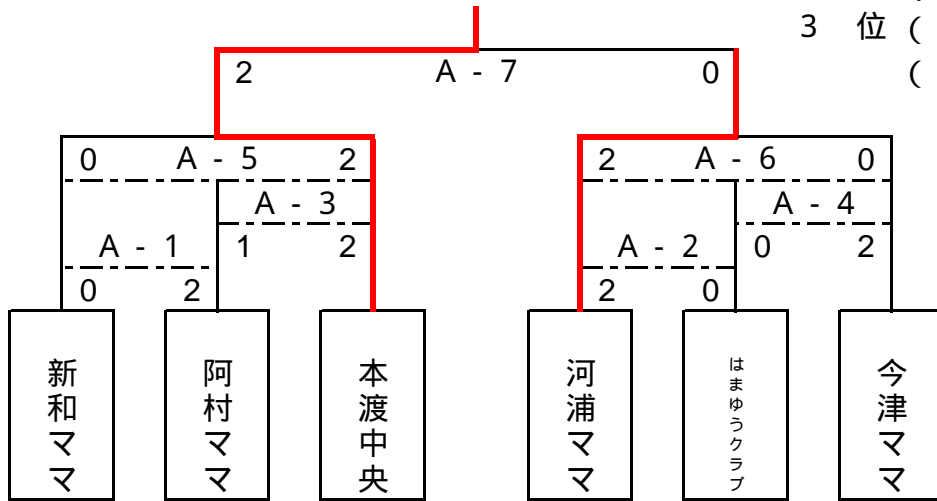 3 位 (
2 A - 7 0 (
0 A - 5 2 2 A - 6 0
A - 3 A - 4
A - 1 1 2 A - 2 0 2
0 2 2 0
新和ママ
阿村ママ
本渡中央
河浦ママ
はまゆうクラブ
今津ママ